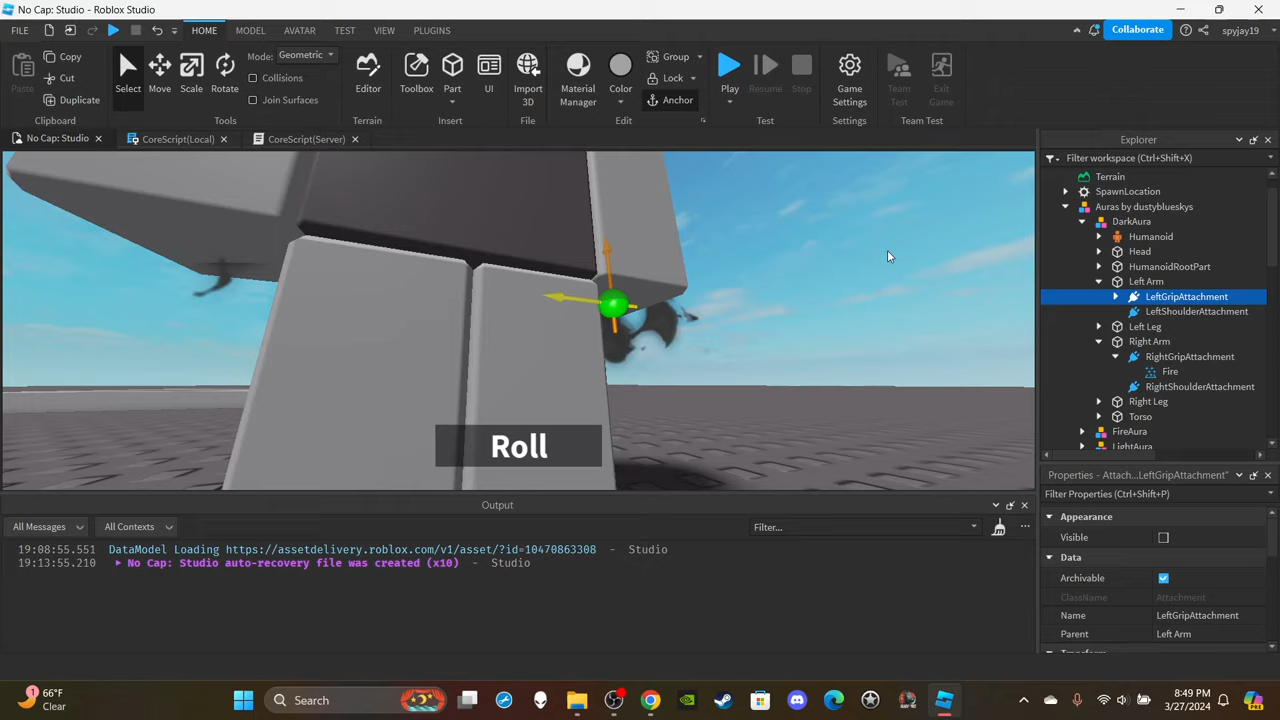 No Cap: Studio - Roblox Studio
FILE HOME MODEL AVATAR TEST VIEW PLUGINS Collaborate spyjay19
Paste Copy Cut Duplicate Clipboard
Select Move Scale Rotate Mode: Geometric Collisions Join Surfaces Tools
Editor Terrain
Toolbox Part UI Insert
Import 3D File
Material Manager Color Group Lock Anchor Edit
Play Resume Stop Test
Game Settings Settings
Team Test Exit Game Team Test
No Cap: Studio CoreScript(Local) CoreScript(Server)
Roll
Explorer
Filter workspace (Ctrl+Shift+X)
Terrain
SpawnLocation
Auras by dustyblueskys
DarkAura
Humanoid
Head
HumanoidRootPart
Left Arm
LeftGripAttachment
LeftShoulderAttachment
Left Leg
Right Arm
RightGripAttachment
Fire
RightShoulderAttachment
Right Leg
Torso
FireAura
LightAura
Properties - Attach..."LeftGripAttachment"
Filter Properties (Ctrl+Shift+P)
Appearance
Visible
Data
Archivable
ClassName Attachment
Name LeftGripAttachment
Parent Left Arm
Output
All Messages All Contexts Filter...
19:08:55.551 DataModel Loading https://assetdelivery.roblox.com/v1/asset/?id=10470863308 - Studio
19:13:55.210 No Cap: Studio auto-recovery file was created (x10) - Studio
1
66°F
Clear
Search
8:49 PM
3/27/2024